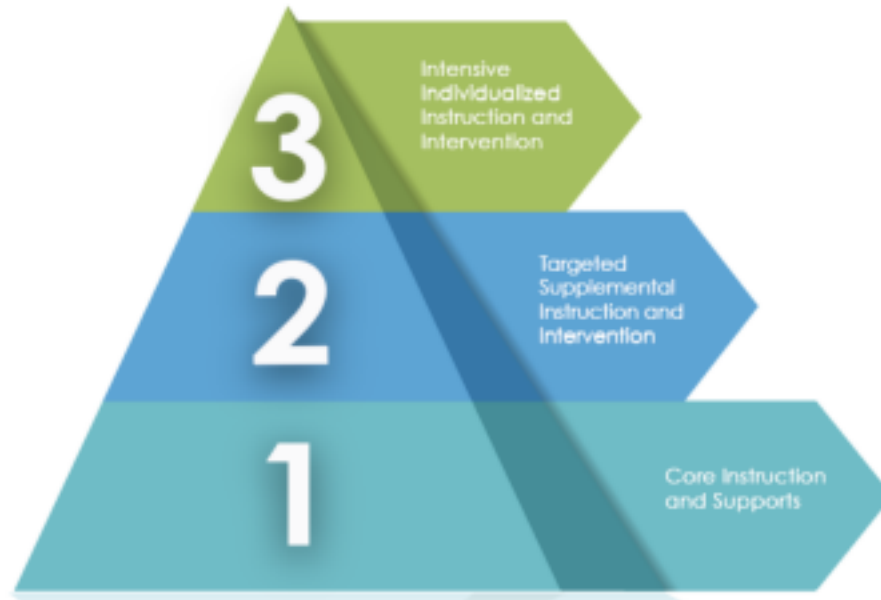 3
Intensive
Individualized
Instruction and
Intervention
2
Targeted
Supplemental
Instruction and
Intervention
1
Core Instruction
and Supports